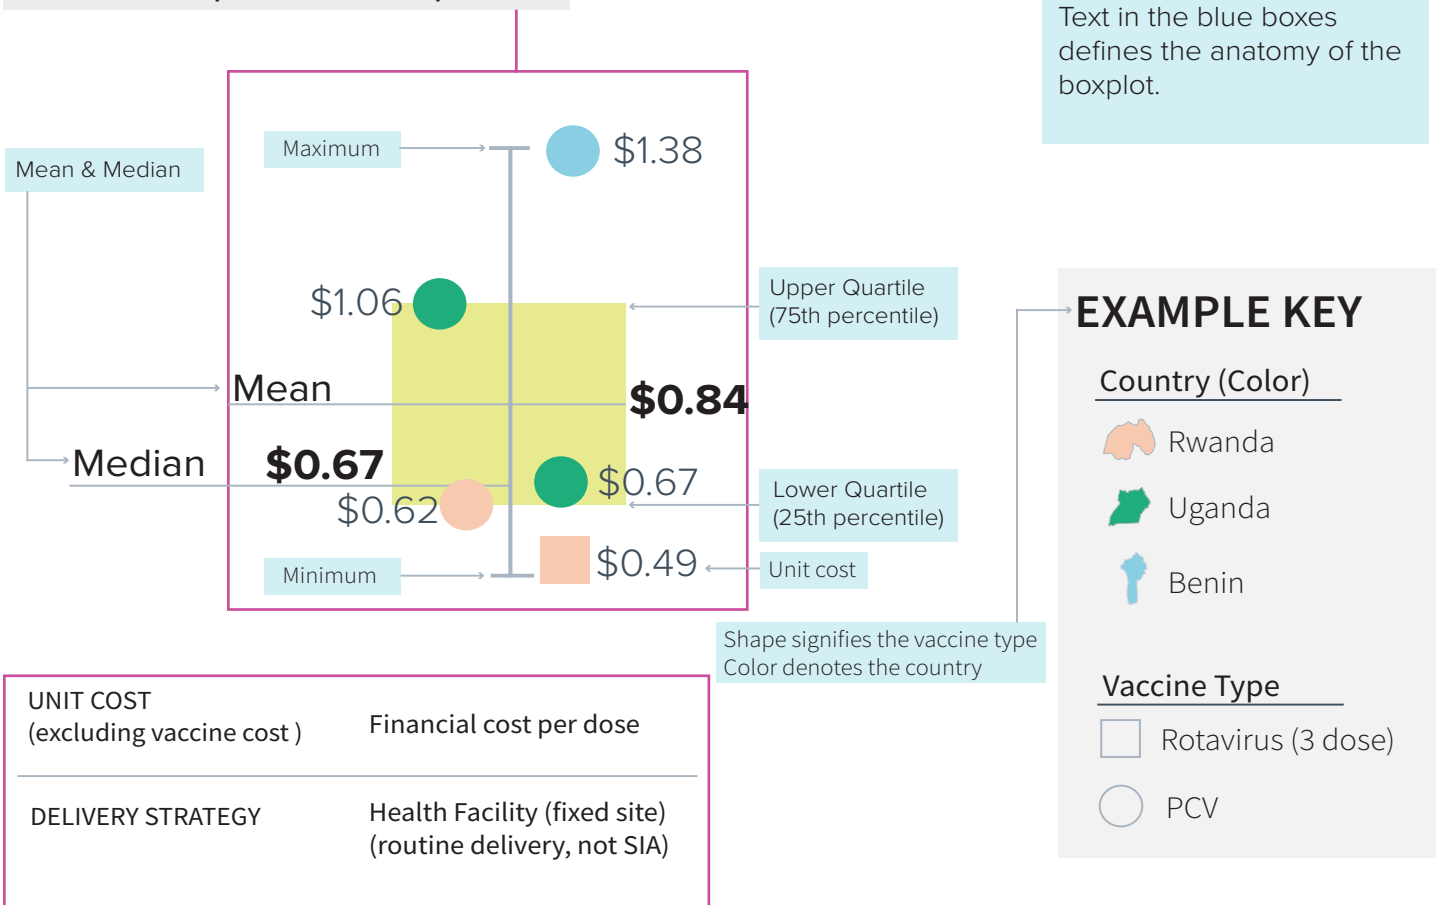 Text in the blue boxes
defines the anatomy of the
boxplot.
Mean & Median
Maximum
$1.38
$1.06
Upper Quartile
(75th percentile)
Mean
$0.84
Median
$0.67
$0.67
$0.62
Lower Quartile
(25th percentile)
Minimum
$0.49
Unit cost
Shape signifies the vaccine type
Color denotes the country
EXAMPLE KEY
Country (Color)
Rwanda
Uganda
Benin
Vaccine Type
Rotavirus (3 dose)
PCV
UNIT COST
(excluding vaccine cost )
Financial cost per dose
DELIVERY STRATEGY
Health Facility (fixed site)
(routine delivery, not SIA)